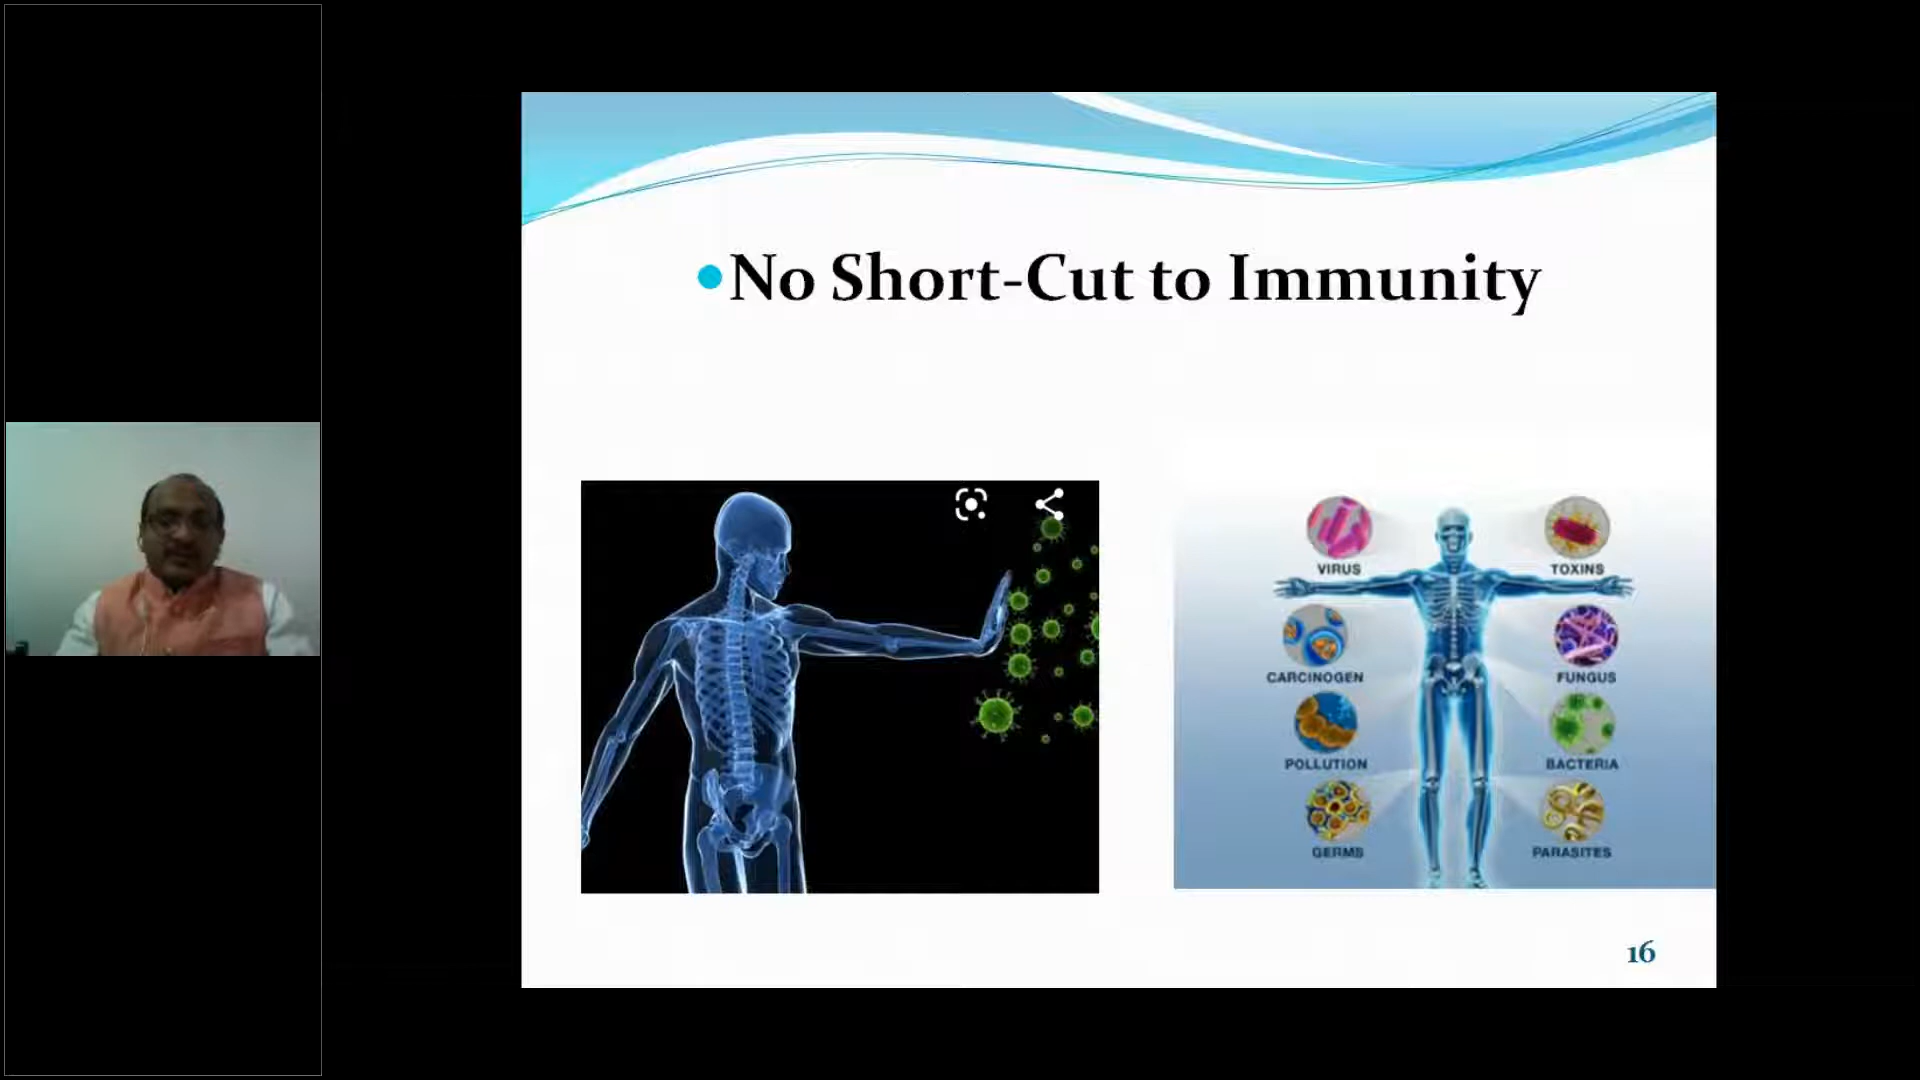 No Short-Cut to Immunity
VIRUS
TOXINS
CARCINOGEN
FUNGUS
POLLUTION
BACTERIA
GERMS
PARASITES
16